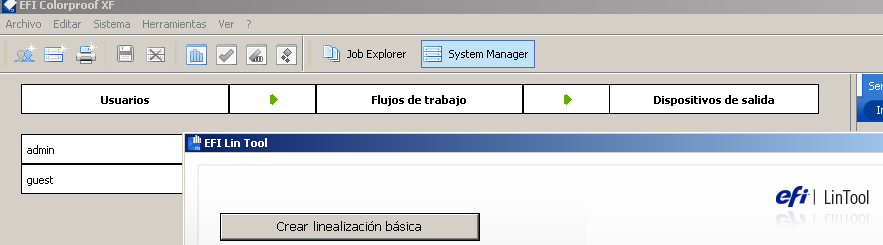 EFI Colorproof XF
Archivo Editar Sistema Herramientas Ver ?
Job Explorer System Manager
Usuarios Flujos de trabajo Dispositivos de salida
admin
EFI Lin Tool
guest
efi LinTool
Crear linealización básica